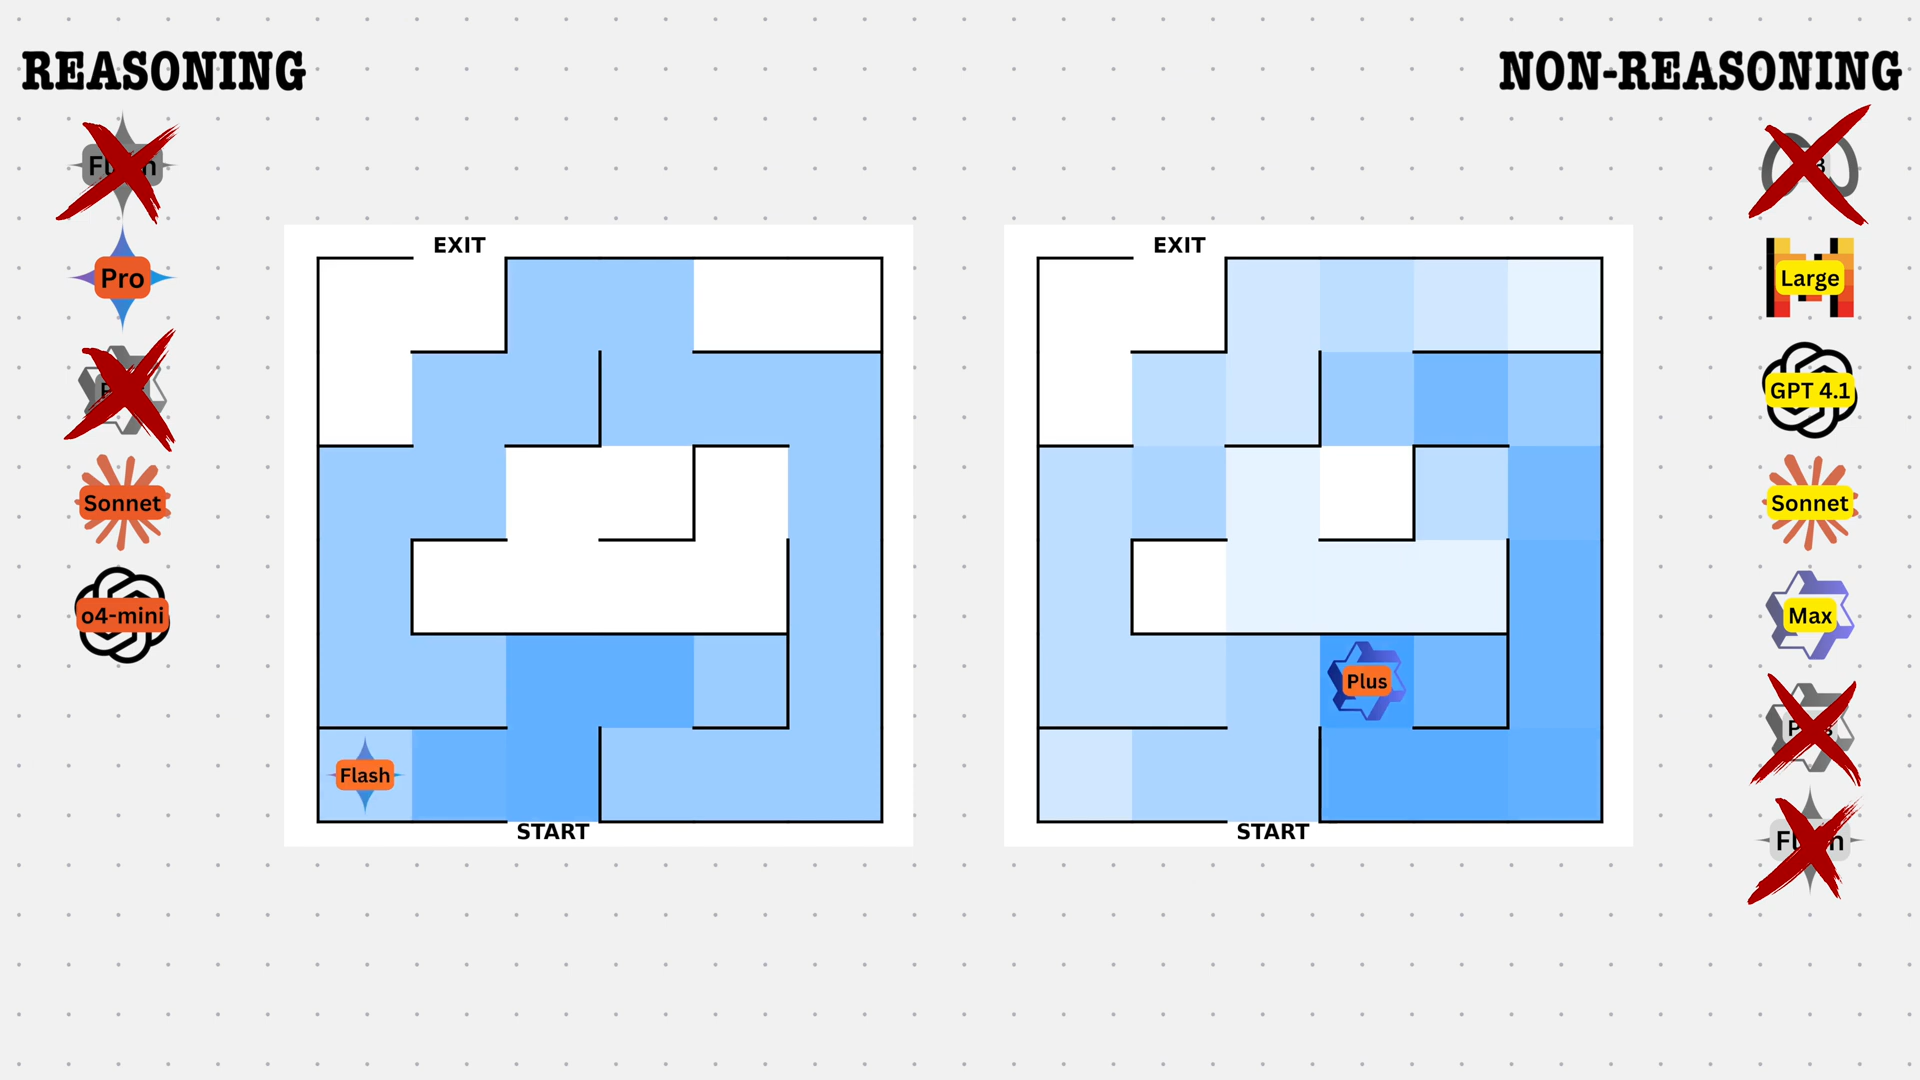 REASONING
NON-REASONING
Pro
Sonnet
o4-mini
EXIT
Flash
START
EXIT
Plus
START
Large
GPT 4.1
Sonnet
Max